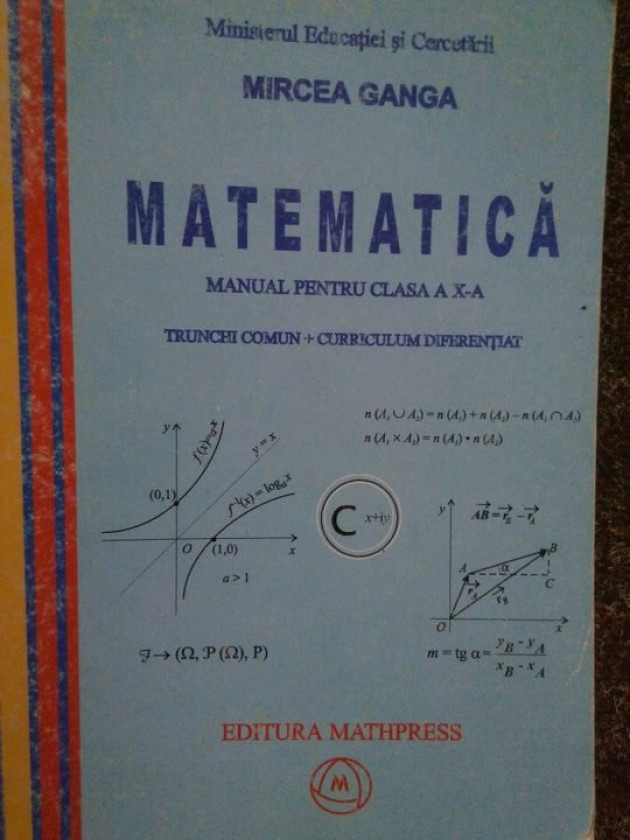 Ministerul Educației și Cercetării
MIRCEA GANGA
MATEMATICĂ
MANUAL PENTRU CLASA A X-A
TRUNCHI COMUN + CURRICULUM DIFERENȚIAT
n (A₁ ∪ A₂) = n (A₁) + n (A₂) – n (A₁ ∩ A₂)
n (A₁ × A₂) = n (A₁) • n (A₂)
y
f(x)=aˣ
y = x
(0,1)
f⁻¹(x) = logₐx
O
(1,0)
x
a > 1
C x+iy
y
AB = r_B – r_A
B
A
α
C
r_A
r_B
O
x
ℱ → (Ω, 𝒫 (Ω), P)
m = tg α = (y_B - y_A) / (x_B - x_A)
EDITURA MATHPRESS
M